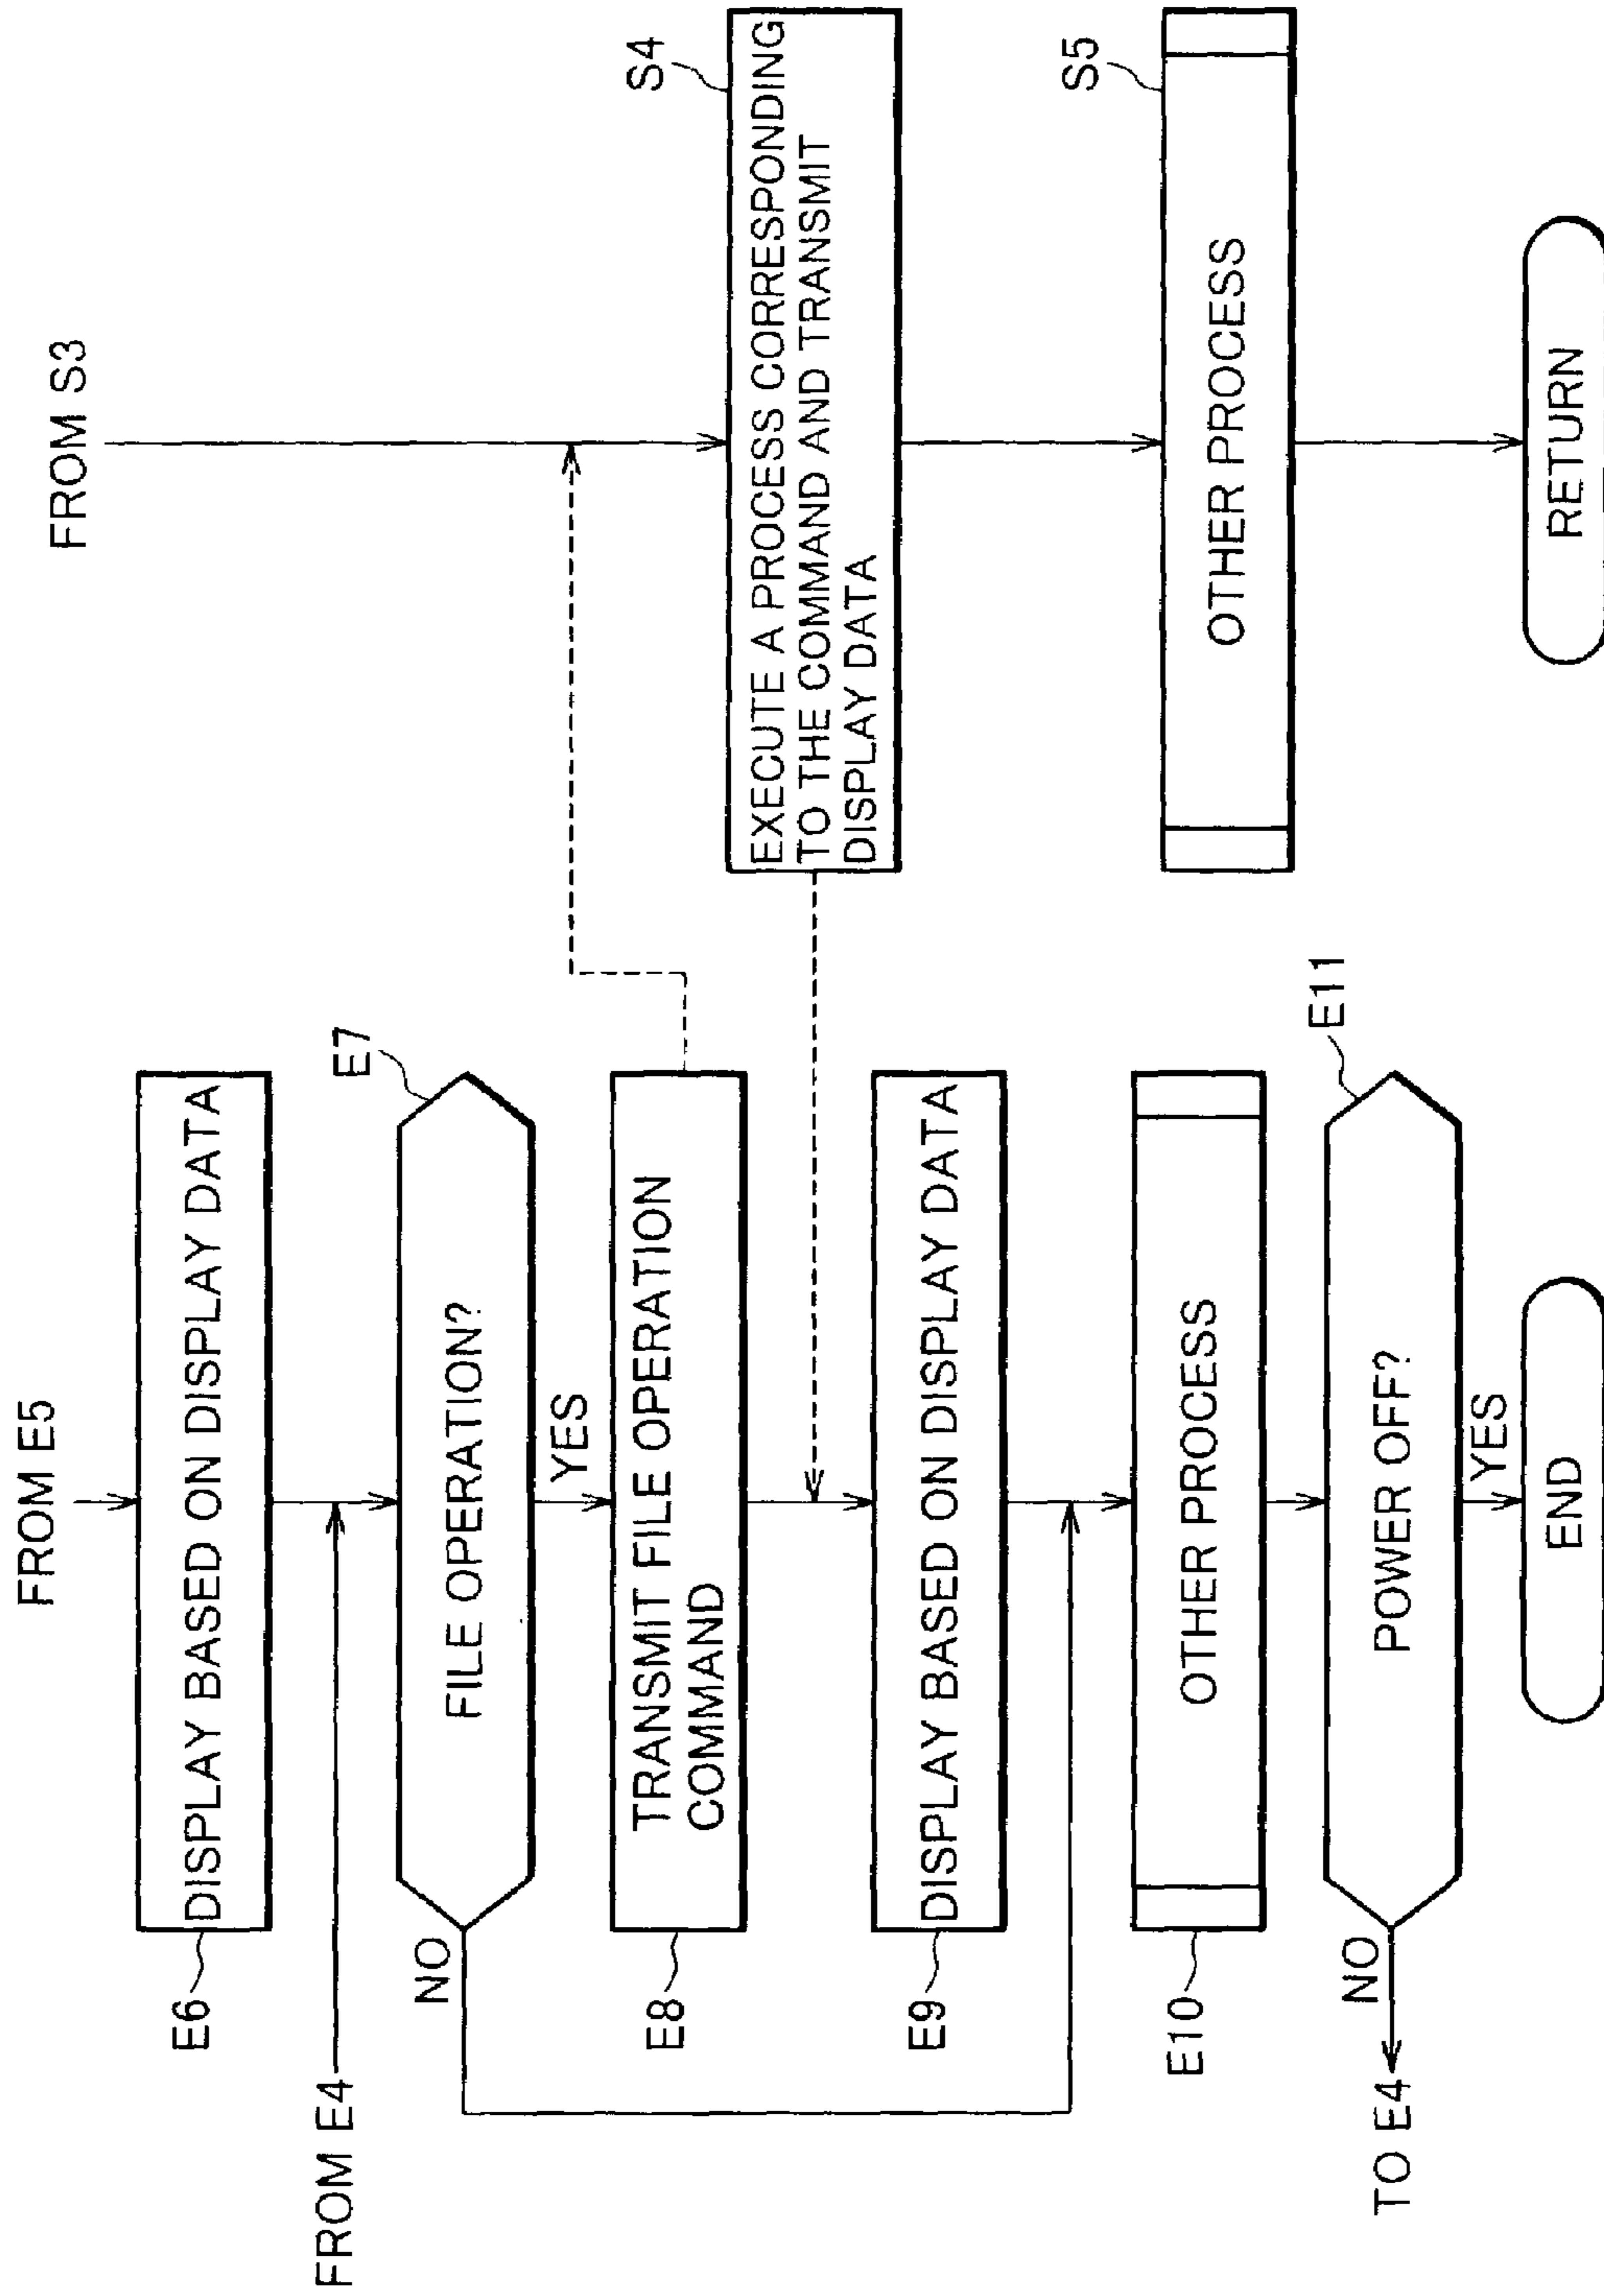 FROM E5
E6
DISPLAY BASED ON DISPLAY DATA
FROM E4
E7
FILE OPERATION?
NO
YES
E8
TRANSMIT FILE OPERATION
COMMAND
E9
DISPLAY BASED ON DISPLAY DATA
E10
OTHER PROCESS
E11
POWER OFF?
NO
TO E4
YES
END
FROM S3
S4
EXECUTE A PROCESS CORRESPONDING
TO THE COMMAND AND TRANSMIT
DISPLAY DATA
S5
OTHER PROCESS
RETURN